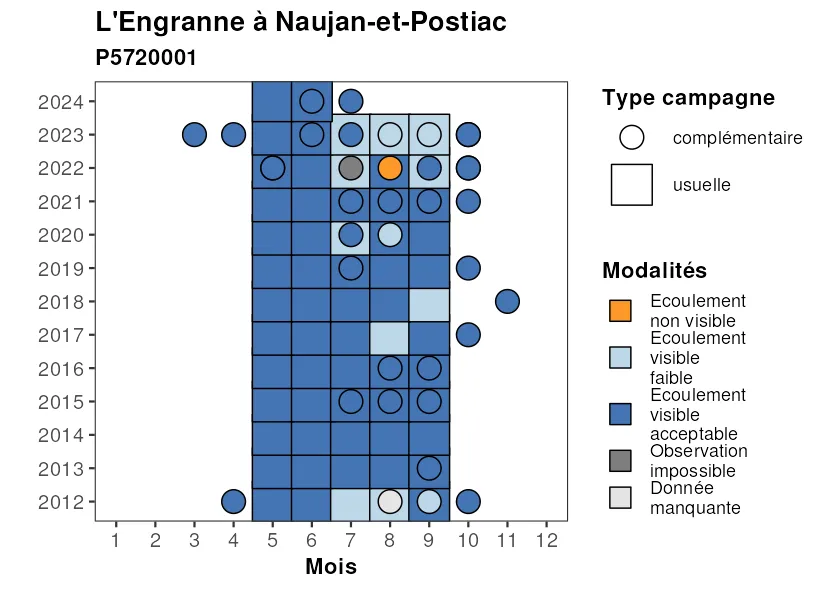 L'Engranne à Naujan-et-Postiac
P5720001
2024
2023
2022
2021
2020
2019
2018
2017
2016
2015
2014
2013
2012
1 2 3 4 5 6 7 8 9 10 11 12
Mois
Type campagne
complémentaire
usuelle
Modalités
Ecoulement
non visible
Ecoulement
visible
faible
Ecoulement
visible
acceptable
Observation
impossible
Donnée
manquante